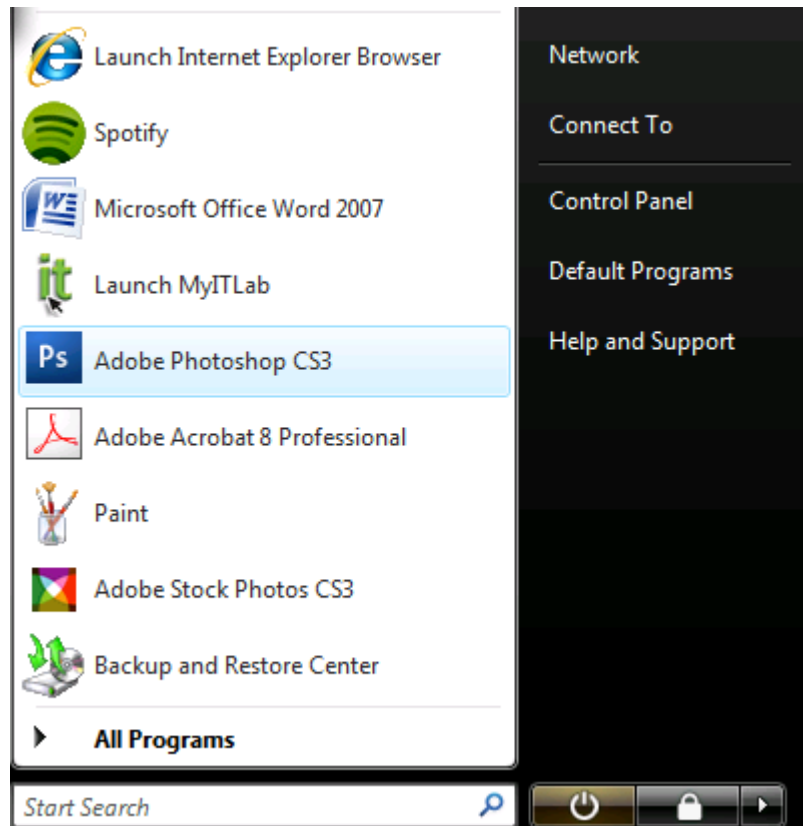 Launch Internet Explorer Browser
Spotify
Microsoft Office Word 2007
it
Launch MyITLab
Ps
Adobe Photoshop CS3
Adobe Acrobat 8 Professional
Paint
Adobe Stock Photos CS3
Backup and Restore Center
All Programs
Start Search
Network
Connect To
Control Panel
Default Programs
Help and Support